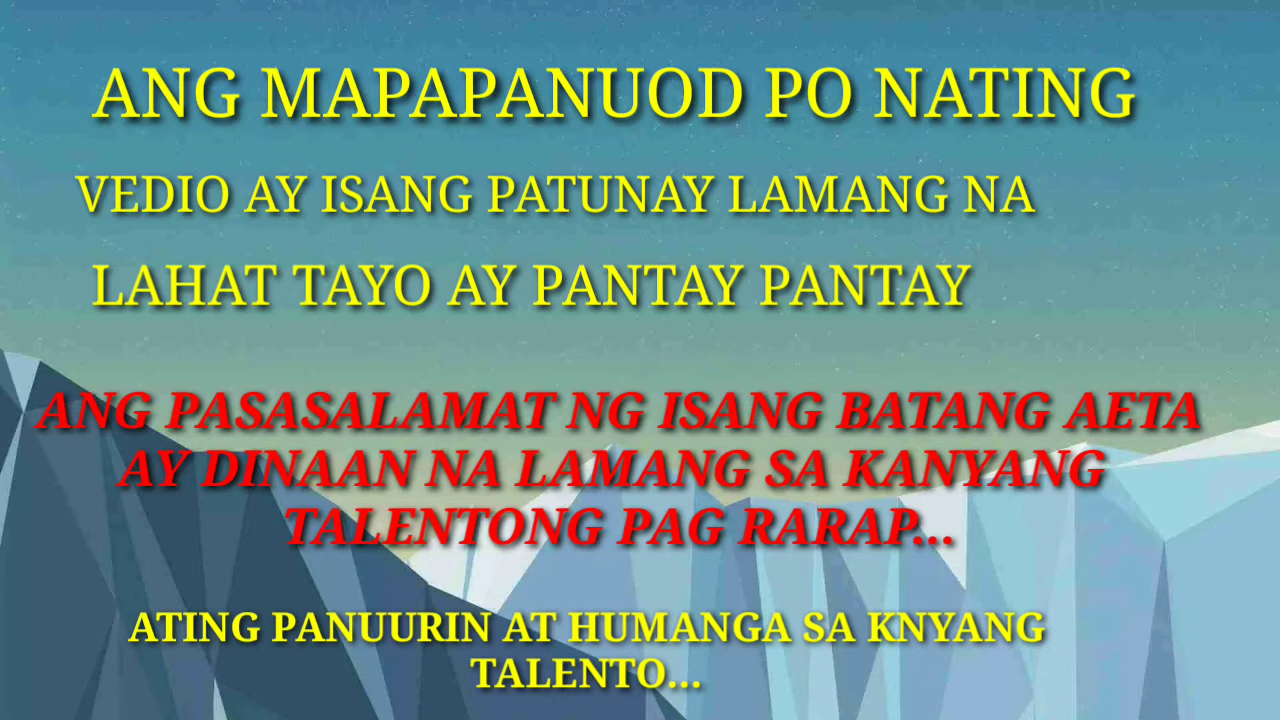 ANG MAPAPANUOD PO NATING
VEDIO AY ISANG PATUNAY LAMANG NA
LAHAT TAYO AY PANTAY PANTAY
ANG PASASALAMAT NG ISANG BATANG AETA
AY DINAAN NA LAMANG SA KANYANG
TALENTONG PAG RARAP...
ATING PANUURIN AT HUMANGA SA KNYANG
TALENTO...